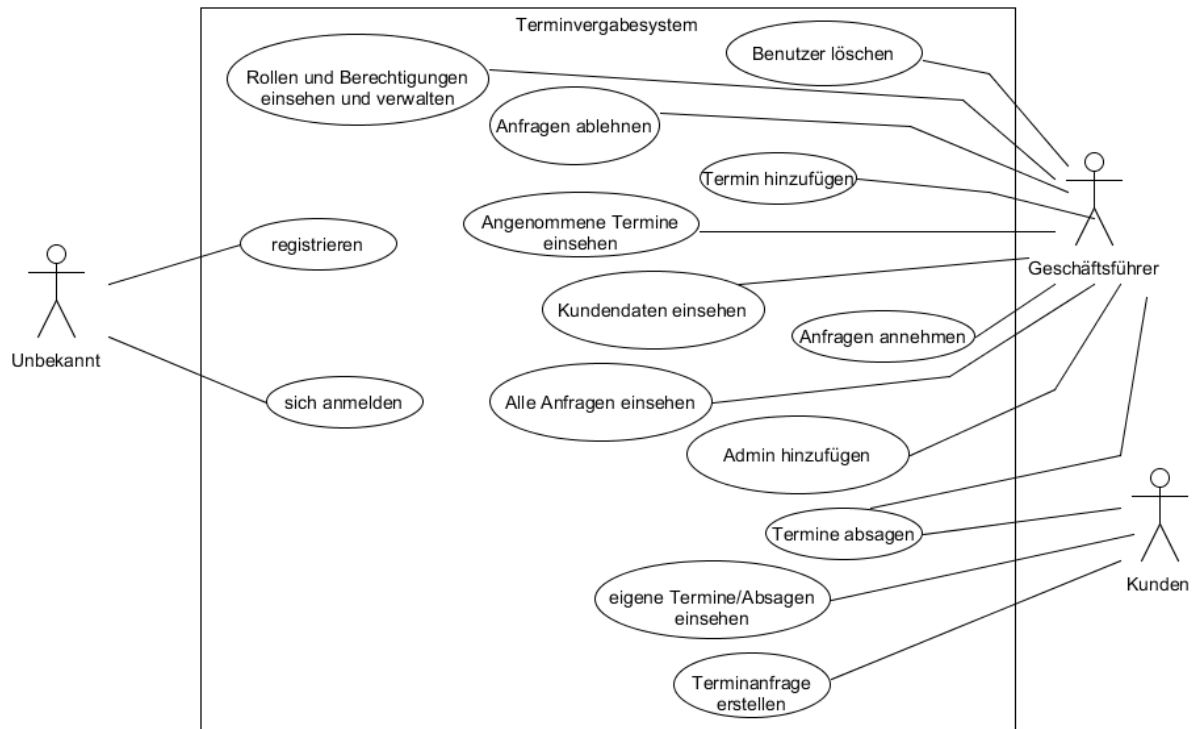 Terminvergabesystem
Benutzer löschen
Rollen und Berechtigungen
einsehen und verwalten
Anfragen ablehnen
Termin hinzufügen
Angenommene Termine
einsehen
registrieren
Geschäftsführer
Kundendaten einsehen
Anfragen annehmen
Unbekannt
sich anmelden
Alle Anfragen einsehen
Admin hinzufügen
Termine absagen
Kunden
eigene Termine/Absagen
einsehen
Terminanfrage
erstellen